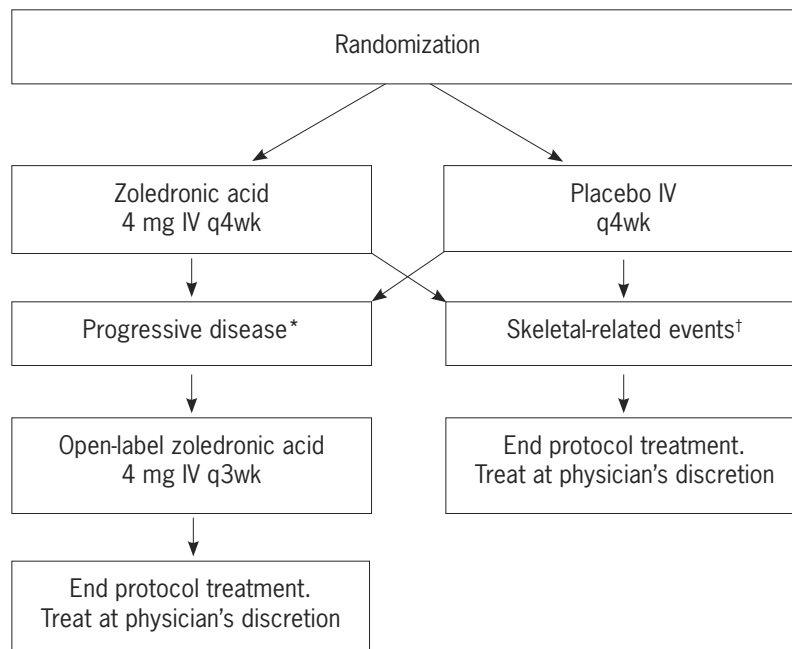 Randomization
Zoledronic acid
4 mg IV q4wk
Placebo IV
q4wk
Progressive disease*
Skeletal-related events†
Open-label zoledronic acid
4 mg IV q3wk
End protocol treatment.
Treat at physician’s discretion
End protocol treatment.
Treat at physician’s discretion